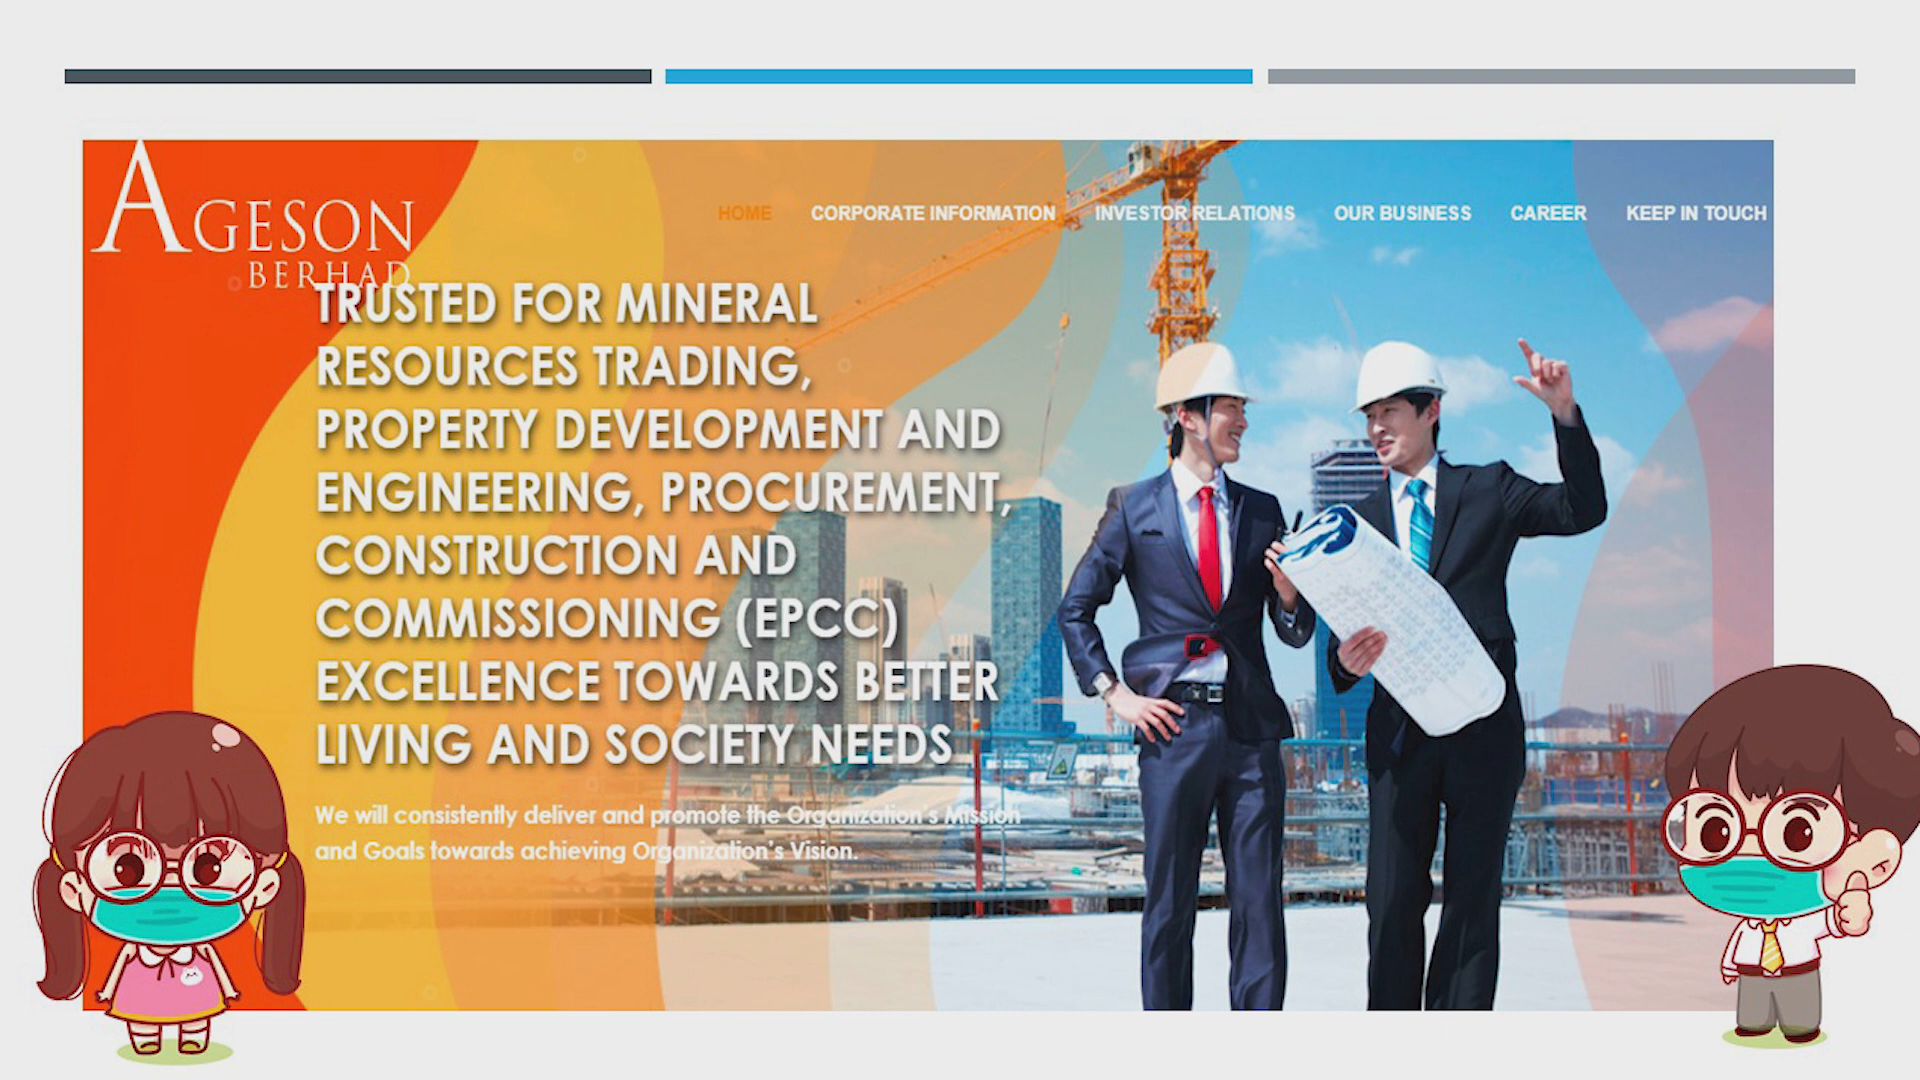 AGESON
BERHAD
HOME CORPORATE INFORMATION INVESTOR RELATIONS OUR BUSINESS CAREER KEEP IN TOUCH
TRUSTED FOR MINERAL
RESOURCES TRADING,
PROPERTY DEVELOPMENT AND
ENGINEERING, PROCUREMENT,
CONSTRUCTION AND
COMMISSIONING (EPCC)
EXCELLENCE TOWARDS BETTER
LIVING AND SOCIETY NEEDS
We will consistently deliver and promote the Organization's Mission
and Goals towards achieving Organization's Vision.